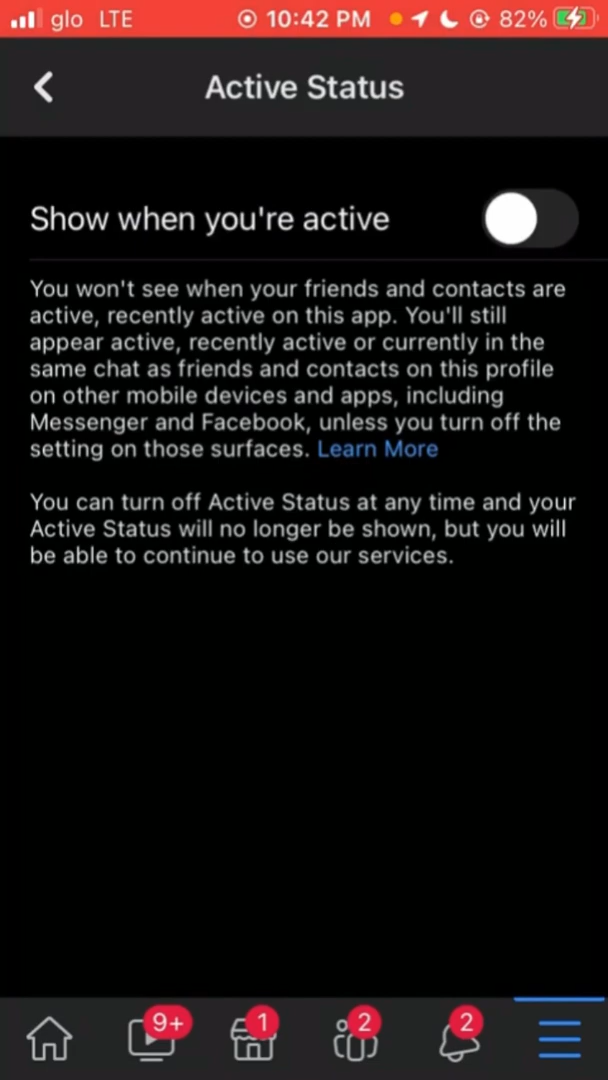 glo LTE 10:42 PM 82%
Active Status
Show when you're active
You won't see when your friends and contacts are
active, recently active on this app. You'll still
appear active, recently active or currently in the
same chat as friends and contacts on this profile
on other mobile devices and apps, including
Messenger and Facebook, unless you turn off the
setting on those surfaces. Learn More
You can turn off Active Status at any time and your
Active Status will no longer be shown, but you will
be able to continue to use our services.
9+ 1 2 2